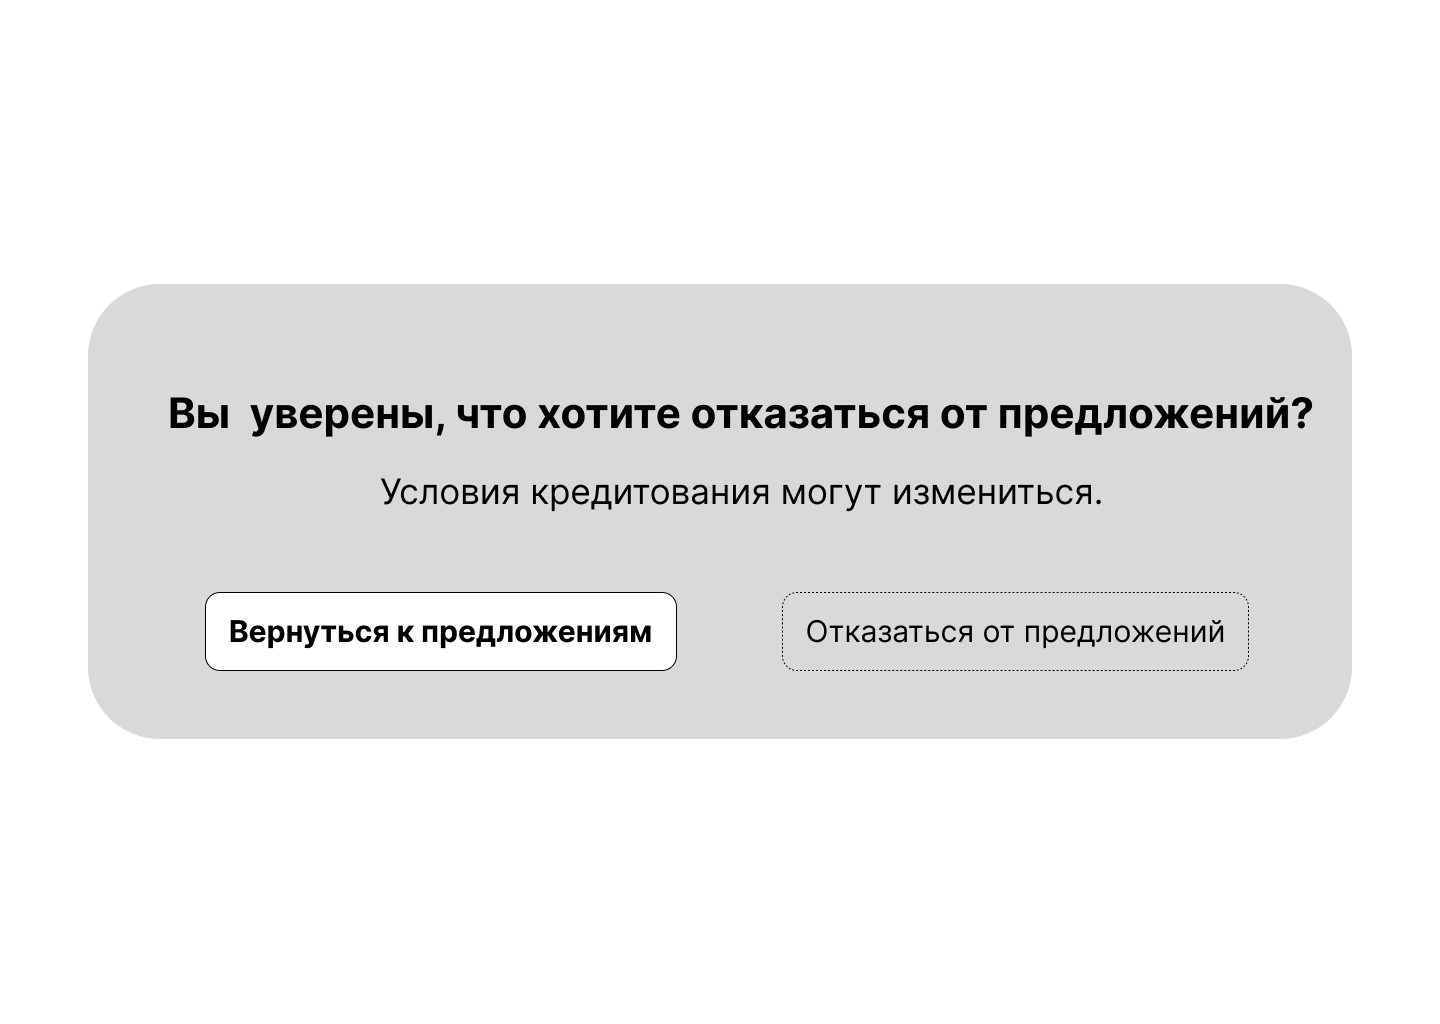 Вы  уверены, что хотите отказаться от предложений?
Условия кредитования могут измениться.
Вернуться к предложениям
Отказаться от предложений